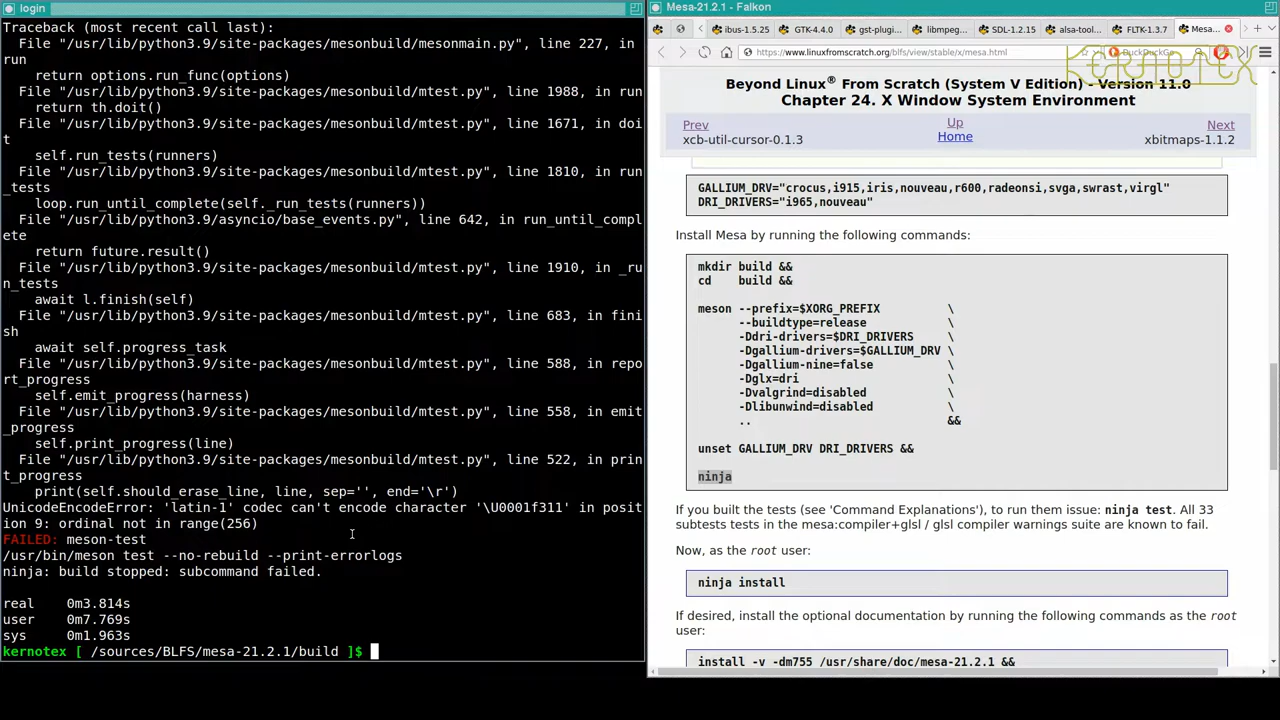 login
Traceback (most recent call last):
File "/usr/lib/python3.9/site-packages/mesonbuild/mesonmain.py", line 227, in
run
return options.run_func(options)
File "/usr/lib/python3.9/site-packages/mesonbuild/mtest.py", line 1988, in run
return th.doit()
File "/usr/lib/python3.9/site-packages/mesonbuild/mtest.py", line 1671, in doi
t
self.run_tests(runners)
File "/usr/lib/python3.9/site-packages/mesonbuild/mtest.py", line 1810, in run
_tests
loop.run_until_complete(self._run_tests(runners))
File "/usr/lib/python3.9/asyncio/base_events.py", line 642, in run_until_compl
ete
return future.result()
File "/usr/lib/python3.9/site-packages/mesonbuild/mtest.py", line 1910, in _ru
n_tests
await l.finish(self)
File "/usr/lib/python3.9/site-packages/mesonbuild/mtest.py", line 683, in fini
sh
await self.progress_task
File "/usr/lib/python3.9/site-packages/mesonbuild/mtest.py", line 588, in repo
rt_progress
self.emit_progress(harness)
File "/usr/lib/python3.9/site-packages/mesonbuild/mtest.py", line 558, in emit
_progress
self.print_progress(line)
File "/usr/lib/python3.9/site-packages/mesonbuild/mtest.py", line 522, in prin
t_progress
print(self.should_erase_line, line, sep='', end='\r')
UnicodeEncodeError: 'latin-1' codec can't encode character '\U0001f311' in posit
ion 9: ordinal not in range(256)
FAILED: meson-test
/usr/bin/meson test --no-rebuild --print-errorlogs
ninja: build stopped: subcommand failed.
real 0m3.814s
user 0m7.769s
sys 0m1.963s
kernotex [ /sources/BLFS/mesa-21.2.1/build ]$
Mesa-21.2.1 - Falkon
ibus-1.5.25 GTK-4.4.0 gst-plug... libmpeg... SDL-1.2.15 alsa-tool... FLTK-1.3.7 Mesa...
https://www.linuxfromscratch.org/blfs/view/stable/x/mesa.html DuckDuckGo
KERNOTEX
Beyond Linux® From Scratch (System V Edition) - Version 11.0
Chapter 24. X Window System Environment
Prev Up Next
xcb-util-cursor-0.1.3 Home xbitmaps-1.1.2
GALLIUM_DRV="crocus,i915,iris,nouveau,r600,radeonsi,svga,swrast,virgl"
DRI_DRIVERS="i965,nouveau"
Install Mesa by running the following commands:
mkdir build &&
cd build &&
meson --prefix=$XORG_PREFIX \
--buildtype=release \
-Ddri-drivers=$DRI_DRIVERS \
-Dgallium-drivers=$GALLIUM_DRV \
-Dgallium-nine=false \
-Dglx=dri \
-Dvalgrind=disabled \
-Dlibunwind=disabled \
.. &&
unset GALLIUM_DRV DRI_DRIVERS &&
ninja
If you built the tests (see 'Command Explanations'), to run them issue: ninja test. All 33
subtests tests in the mesa:compiler+glsl / glsl compiler warnings suite are known to fail.
Now, as the root user:
ninja install
If desired, install the optional documentation by running the following commands as the root
user:
install -v -dm755 /usr/share/doc/mesa-21.2.1 &&